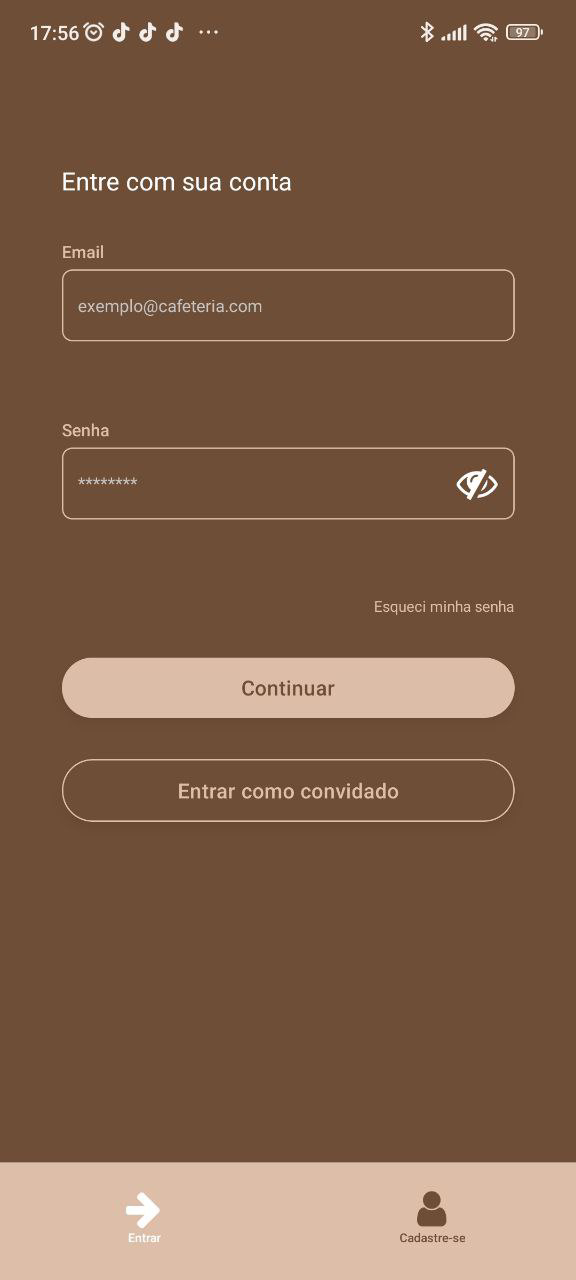 17:56
97
Entre com sua conta
Email
exemplo@cafeteria.com
Senha
********
Esqueci minha senha
Continuar
Entrar como convidado
Entrar
Cadastre-se